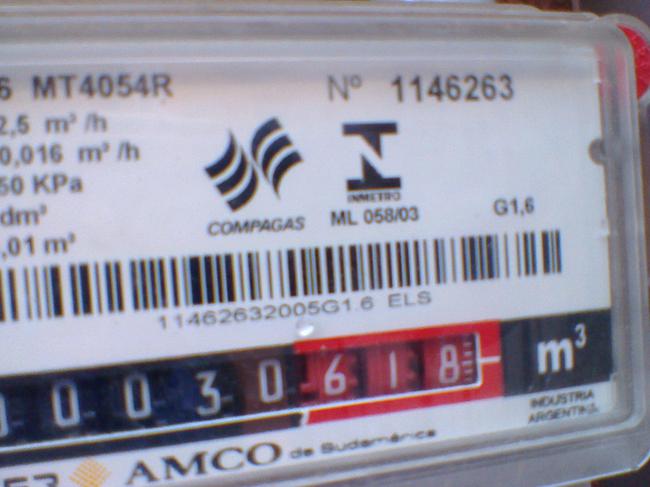 6 MT4054R Nº 1146263
2,5 m³/h
0,016 m³/h
50 KPa
dm³
,01 m³
COMPAGAS
INMETRO
ML 058/03
G1,6
11462632005G1.6 ELS
0 0 0 3 0 6 1 8 m³
INDUSTRIA
ARGENTINA
AMCO de Sudamérica